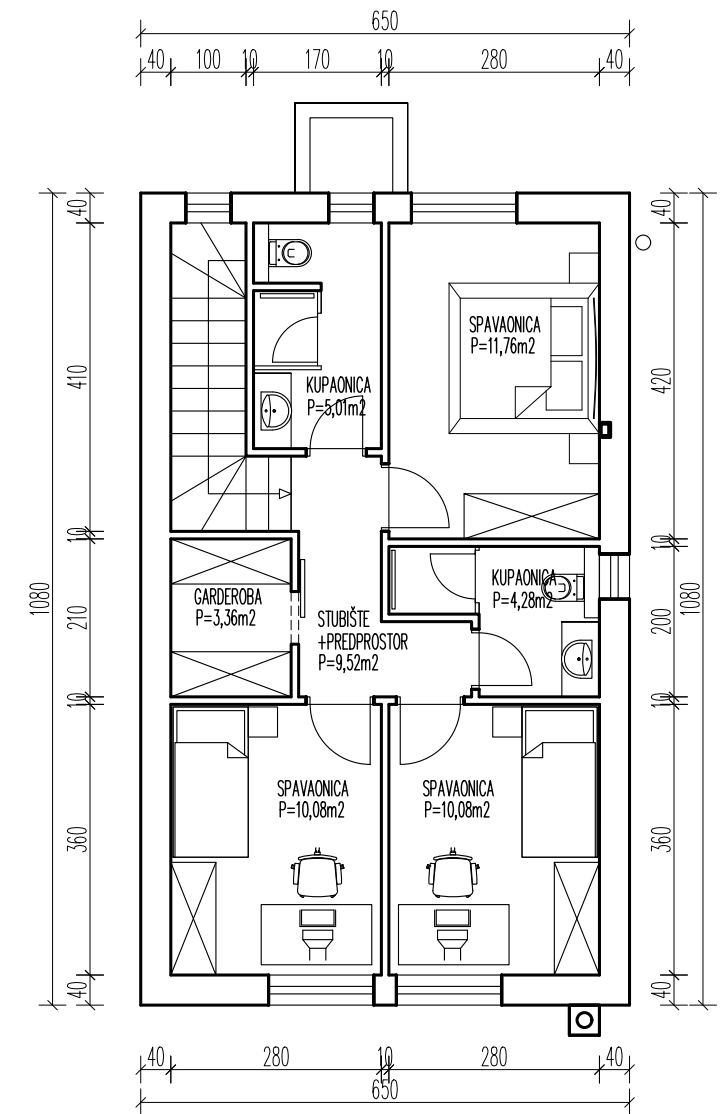 650
40 100 10 170 10 280 40
SPAVAONICA
P=11,76m2
KUPAONICA
P=5,01m2
KUPAONICA
P=4,28m2
GARDEROBA
P=3,36m2
STUBIŠTE
+PREDPROSTOR
P=9,52m2
SPAVAONICA
P=10,08m2
SPAVAONICA
P=10,08m2
1080
40
410
10
210
10
360
40
40
420
10
200
10
360
40
1080
40 280 10 280 40
650